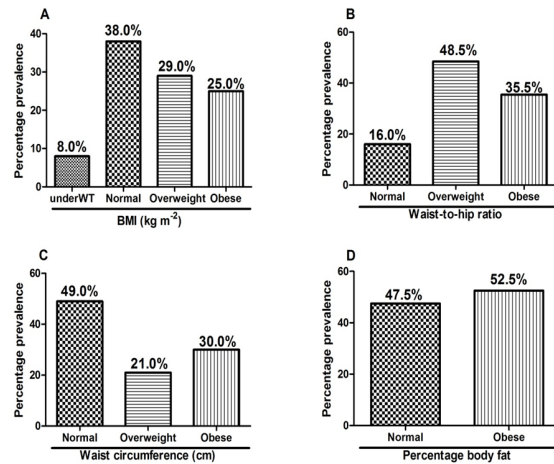 A
Percentage prevalence
40
30
20
10
0
8.0%
38.0%
29.0%
25.0%
underWT Normal Overweight Obese
BMI (kg m-2)
B
Percentage prevalence
60
40
20
0
16.0%
48.5%
35.5%
Normal Overweight Obese
Waist-to-hip ratio
C
Percentage prevalence
60
40
20
0
49.0%
21.0%
30.0%
Normal Overweight Obese
Waist circumference (cm)
D
Percentage prevalence
60
40
20
0
47.5%
52.5%
Normal Obese
Percentage body fat